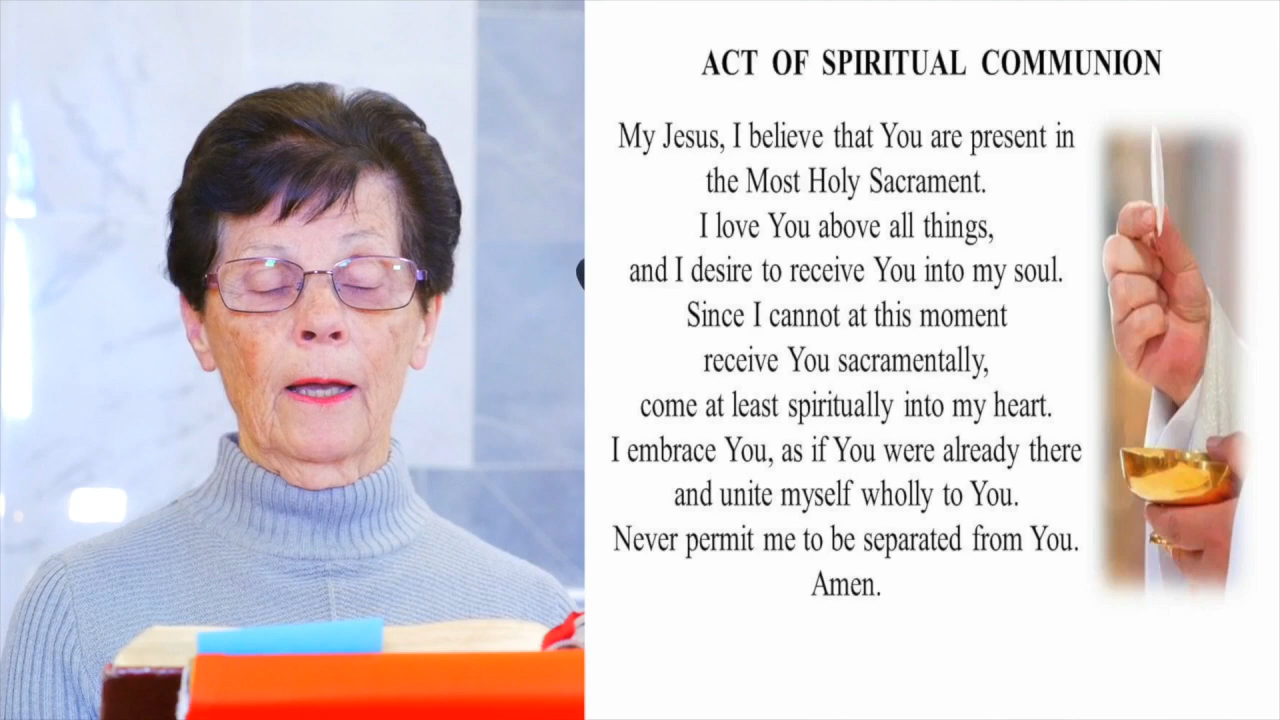 ACT OF SPIRITUAL COMMUNION
My Jesus, I believe that You are present in
the Most Holy Sacrament.
I love You above all things,
and I desire to receive You into my soul.
Since I cannot at this moment
receive You sacramentally,
come at least spiritually into my heart.
I embrace You, as if You were already there
and unite myself wholly to You.
Never permit me to be separated from You.
Amen.